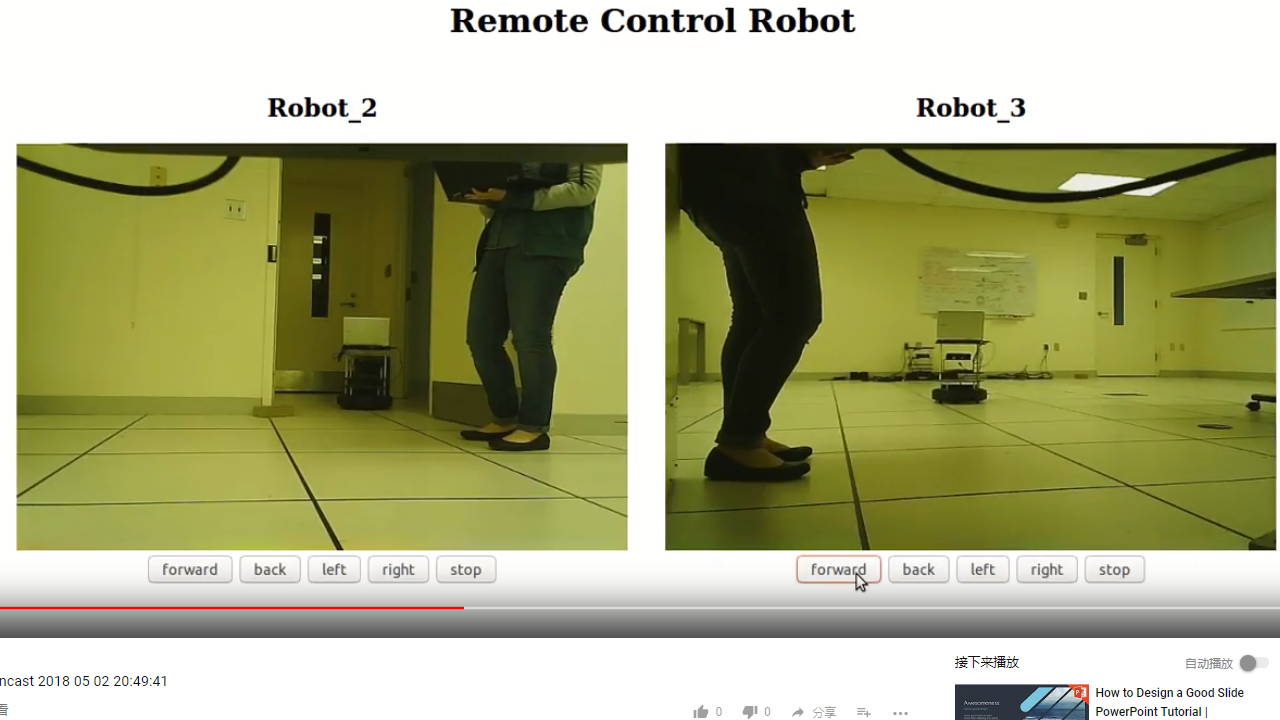 Remote Control Robot
Robot_2
Robot_3
forward back left right stop
forward back left right stop
ncast 2018 05 02 20:49:41
接下来播放
自动播放
看
0 0 分享
Awesomeness
How to Design a Good Slide
PowerPoint Tutorial |